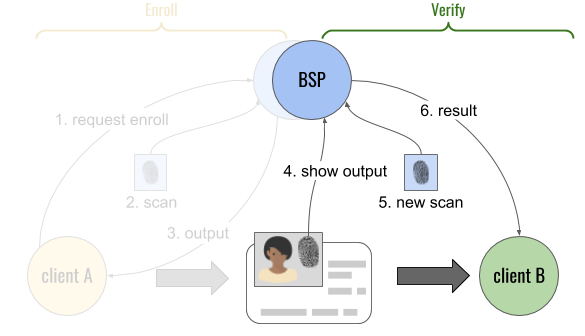 Enroll
Verify
BSP
1. request enroll
6. result
4. show output
2. scan
5. new scan
3. output
client A
client B